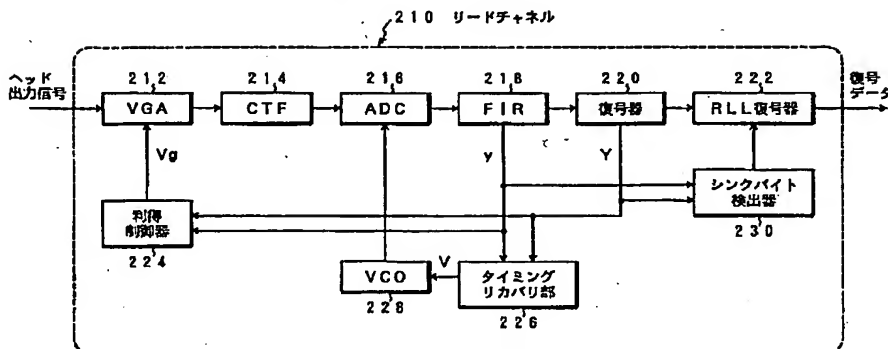 210 リードチャネル
ヘッド
出力信号
212
VGA
214
CTF
216
ADC
218
FIR
220
復号器
222
RLL復号器
復号
データ
Vg
y
Y
シンクバイト
検出器
230
利得
制御器
224
VCO
228
V
タイミング
リカバリ部
226